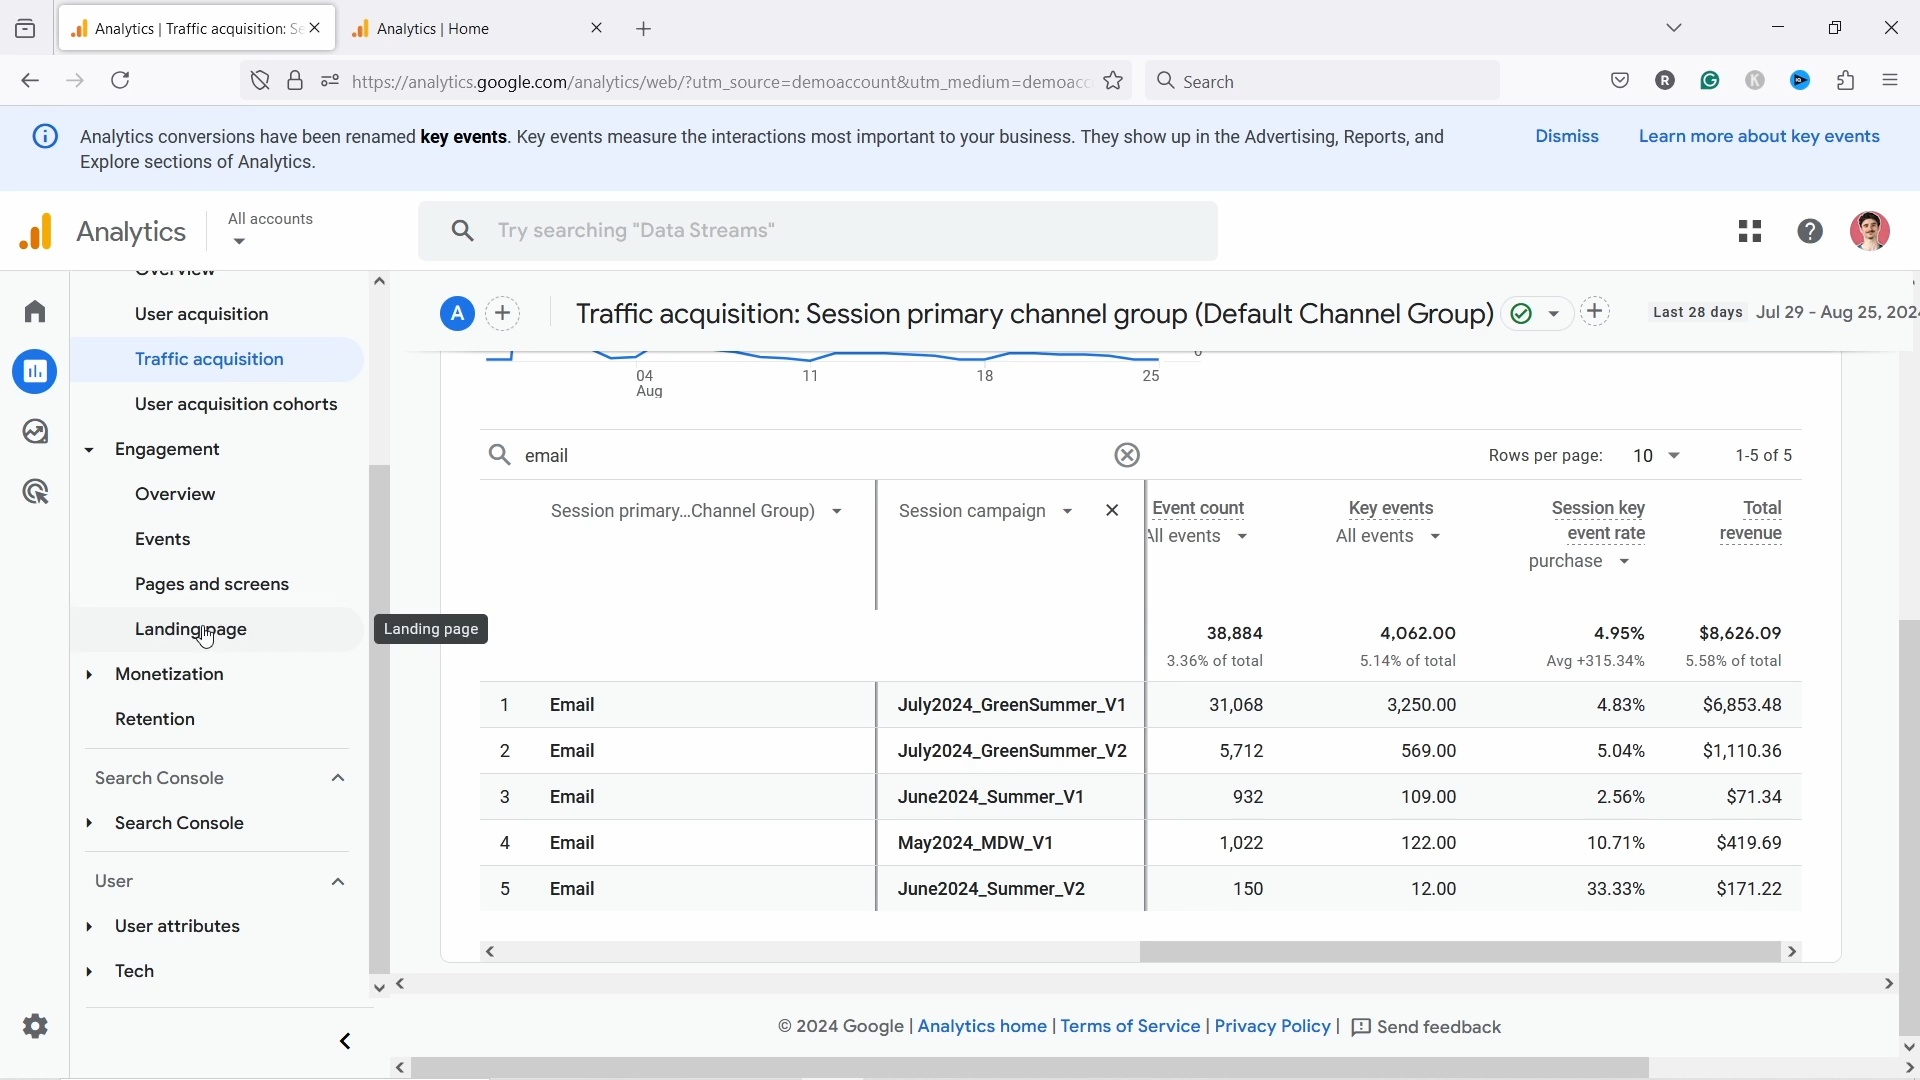 Analytics | Traffic acquisition: Se
Analytics | Home
https://analytics.google.com/analytics/web/?utm_source=demoaccount&utm_medium=demoacc
Search
R
K
Analytics conversions have been renamed key events. Key events measure the interactions most important to your business. They show up in the Advertising, Reports, and
Explore sections of Analytics.
Dismiss
Learn more about key events
Analytics
All accounts
Try searching "Data Streams"
Overview
User acquisition
Traffic acquisition
User acquisition cohorts
Engagement
Overview
Events
Pages and screens
Landing page
Landing page
Monetization
Retention
Search Console
Search Console
User
User attributes
Tech
A
Traffic acquisition: Session primary channel group (Default Channel Group)
Last 28 days Jul 29 - Aug 25, 2024
0
04 11 18 25
Aug
email
Rows per page: 10 1-5 of 5
Session primary...Channel Group)
Session campaign
Event count
All events
Key events
All events
Session key
event rate
purchase
Total
revenue
38,884 4,062.00 4.95% $8,626.09
3.36% of total 5.14% of total Avg +315.34% 5.58% of total
1 Email July2024_GreenSummer_V1 31,068 3,250.00 4.83% $6,853.48
2 Email July2024_GreenSummer_V2 5,712 569.00 5.04% $1,110.36
3 Email June2024_Summer_V1 932 109.00 2.56% $71.34
4 Email May2024_MDW_V1 1,022 122.00 10.71% $419.69
5 Email June2024_Summer_V2 150 12.00 33.33% $171.22
© 2024 Google | Analytics home | Terms of Service | Privacy Policy | Send feedback